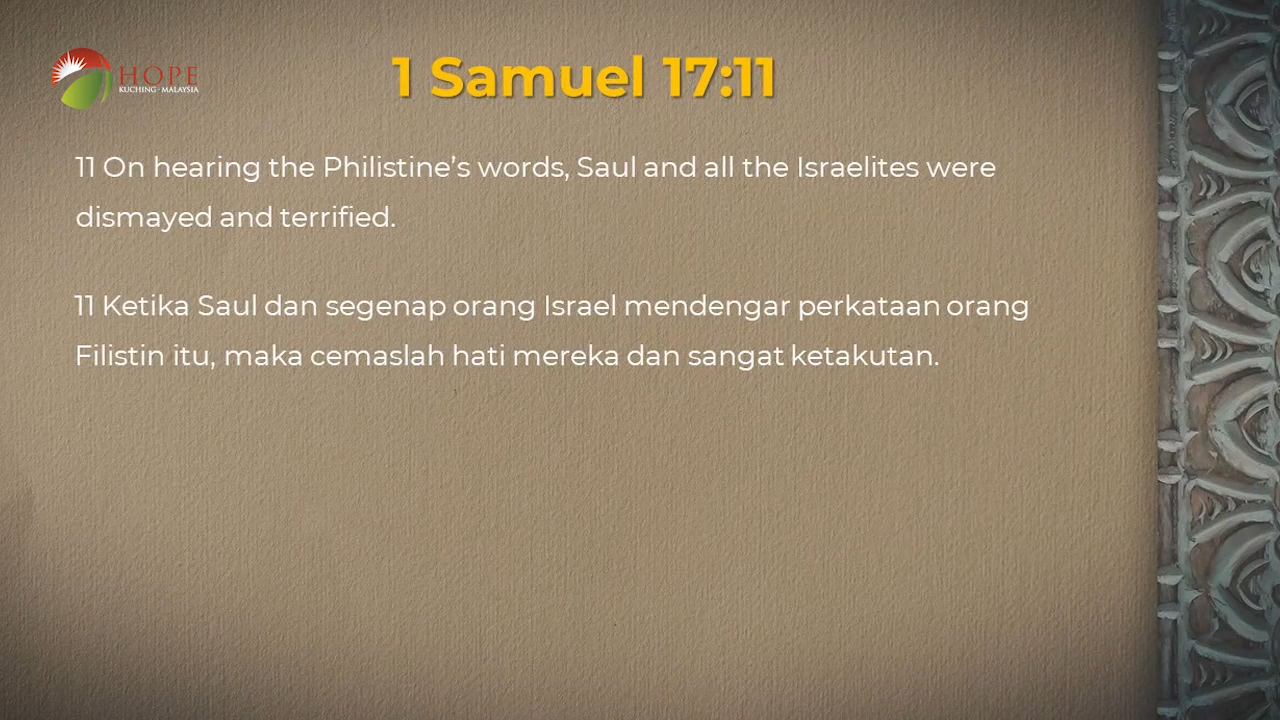 HOPE
KUCHING · MALAYSIA
1 Samuel 17:11
11 On hearing the Philistine’s words, Saul and all the Israelites were
dismayed and terrified.
11 Ketika Saul dan segenap orang Israel mendengar perkataan orang
Filistin itu, maka cemaslah hati mereka dan sangat ketakutan.